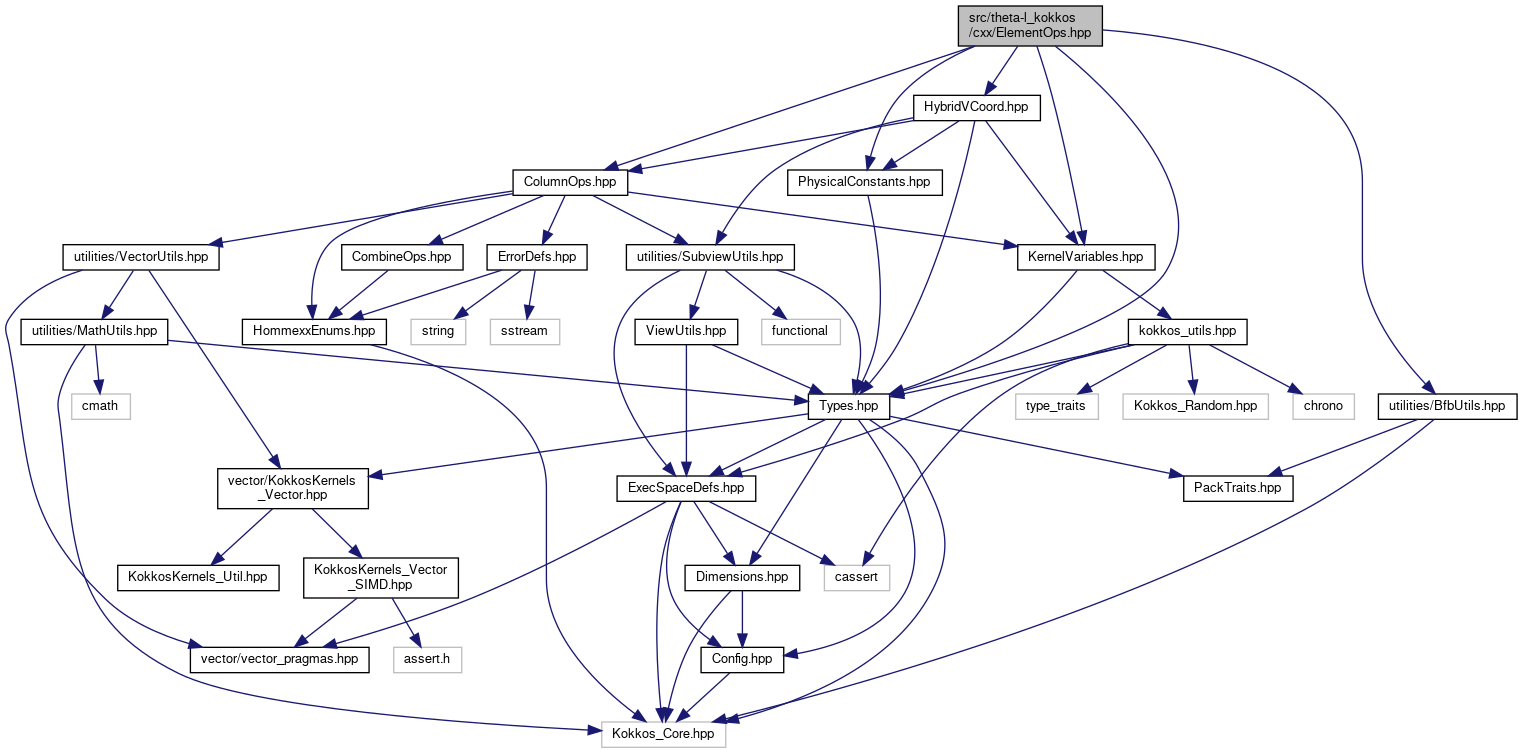 src/theta-l_kokkos
/cxx/ElementOps.hpp
HybridVCoord.hpp
ColumnOps.hpp
PhysicalConstants.hpp
utilities/VectorUtils.hpp
CombineOps.hpp
ErrorDefs.hpp
utilities/SubviewUtils.hpp
KernelVariables.hpp
utilities/MathUtils.hpp
HommexxEnums.hpp
string
sstream
ViewUtils.hpp
functional
kokkos_utils.hpp
cmath
Types.hpp
type_traits
Kokkos_Random.hpp
chrono
utilities/BfbUtils.hpp
vector/KokkosKernels
_Vector.hpp
ExecSpaceDefs.hpp
PackTraits.hpp
KokkosKernels_Util.hpp
KokkosKernels_Vector
_SIMD.hpp
Dimensions.hpp
cassert
vector/vector_pragmas.hpp
assert.h
Config.hpp
Kokkos_Core.hpp